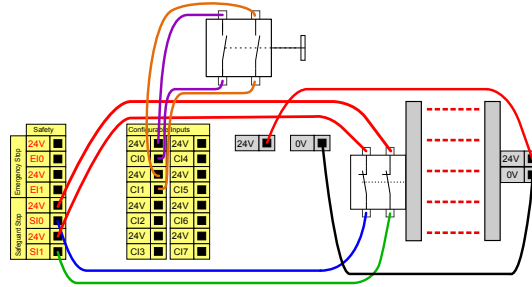 Safety
Emergency Stop
24V
EI0
24V
EI1
Safeguard Stop
24V
SI0
24V
SI1
Configurable Inputs
24V 24V
CI0 CI4
24V 24V
CI1 CI5
24V 24V
CI2 CI6
24V 24V
CI3 CI7
24V 0V
24V
0V